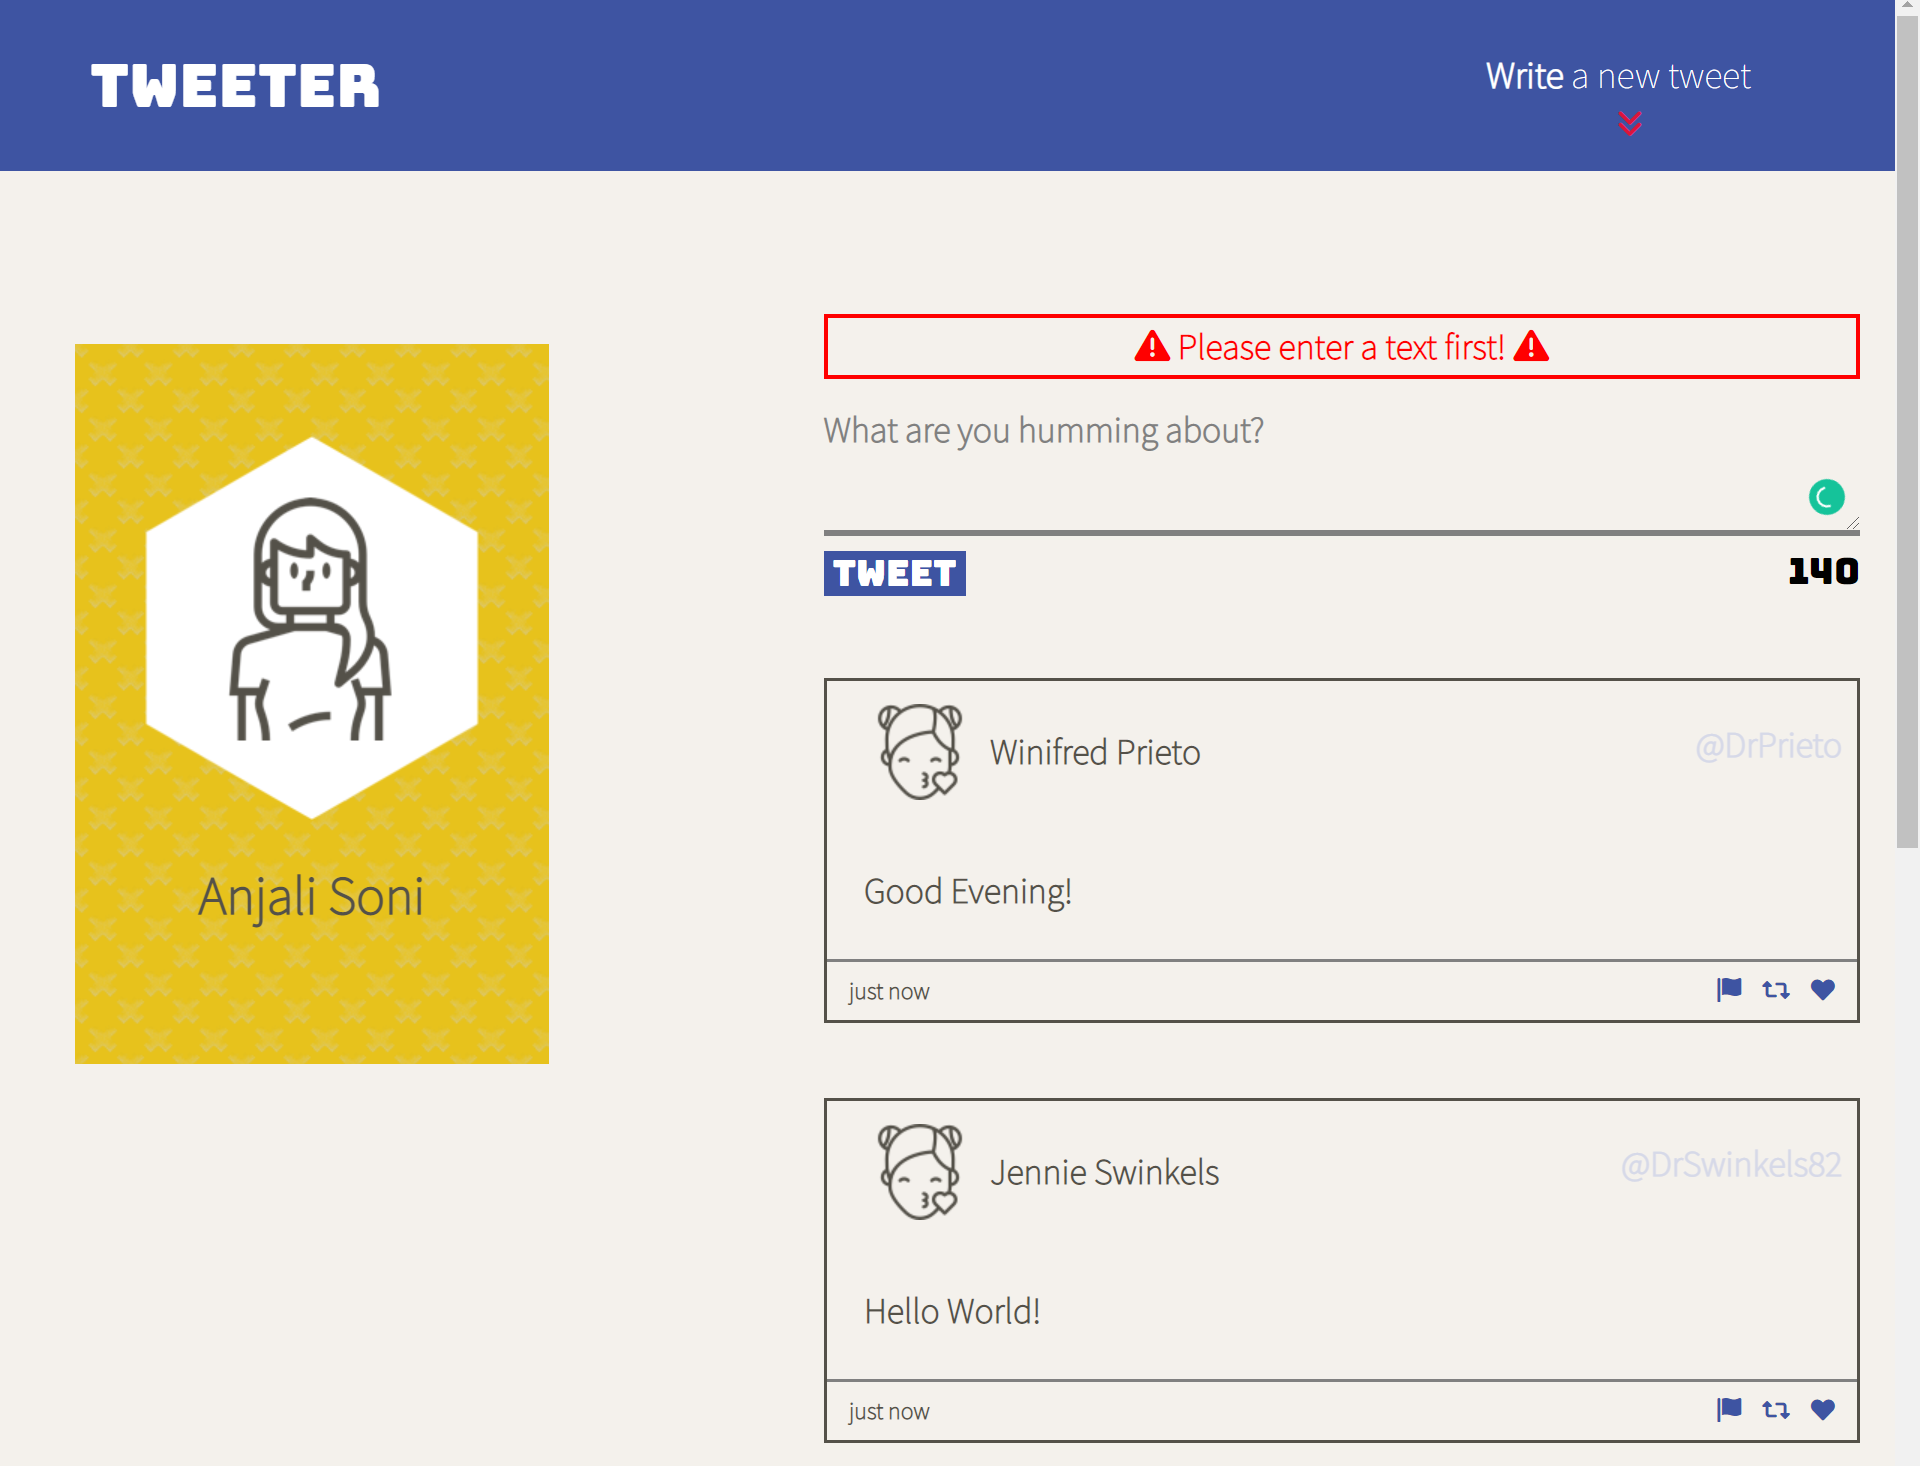 TWEETER
Write a new tweet
Please enter a text first!
What are you humming about?
TWEET
140
Anjali Soni
Winifred Prieto
@DrPrieto
Good Evening!
just now
Jennie Swinkels
@DrSwinkels82
Hello World!
just now